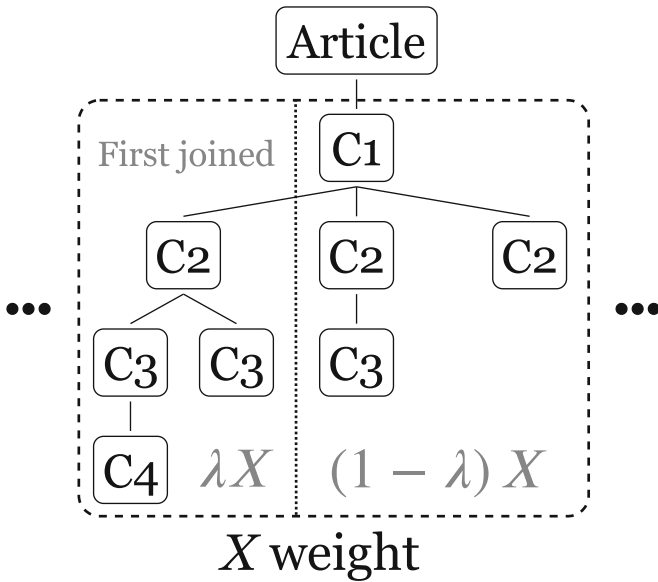 Article
First joined
C1
C2 C2 C2
C3 C3 C3
C4
λX (1 − λ) X
X weight